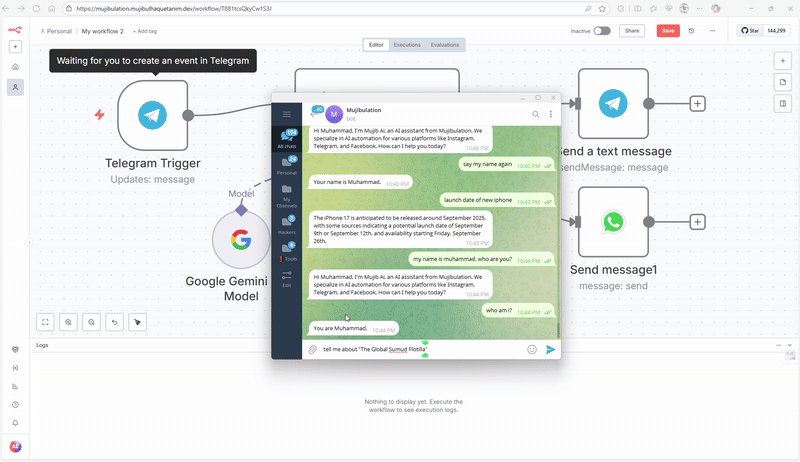 https://mujibulation.mujibulhaquetanim.dev/workflow/T881tcsQkyCw1S3J
Personal / My workflow 2 + Add tag
Inactive
Share
Save
Star 144,299
Editor
Executions
Evaluations
Waiting for you to create an event in Telegram
Telegram Trigger
Updates: message
Model
Google Gemini
Model
Send a text message
sendMessage: message
Send message1
message: send
Mujibulation
bot
All chats
Personal
My
Channels
Hackers
Tools
Edit
Hi Muhammad, I'm Mujib AI, an AI assistant from Mujibulation. We
specialize in AI automation for various platforms like Instagram,
Telegram, and Facebook. How can I help you today?
10:40 PM
say my name again 10:40 PM
Your name is Muhammad. 10:40 PM
launch date of new iphone 10:43 PM
The iPhone 17 is anticipated to be released around September 2025,
with some sources indicating a potential launch date of September
9th or September 12th, and availability starting Friday, September
26th.
10:43 PM
my name is muhammad, who are you? 10:44 PM
Hi Muhammad, I'm Mujib AI, an AI assistant from Mujibulation. We
specialize in AI automation for various platforms like Instagram,
Telegram, and Facebook. How can I help you today?
10:44 PM
who am i? 10:44 PM
You are Muhammad. 10:44 PM
tell me about "The Global Sumud Flotilla"
Logs
Nothing to display yet. Execute the
workflow to see execution logs.